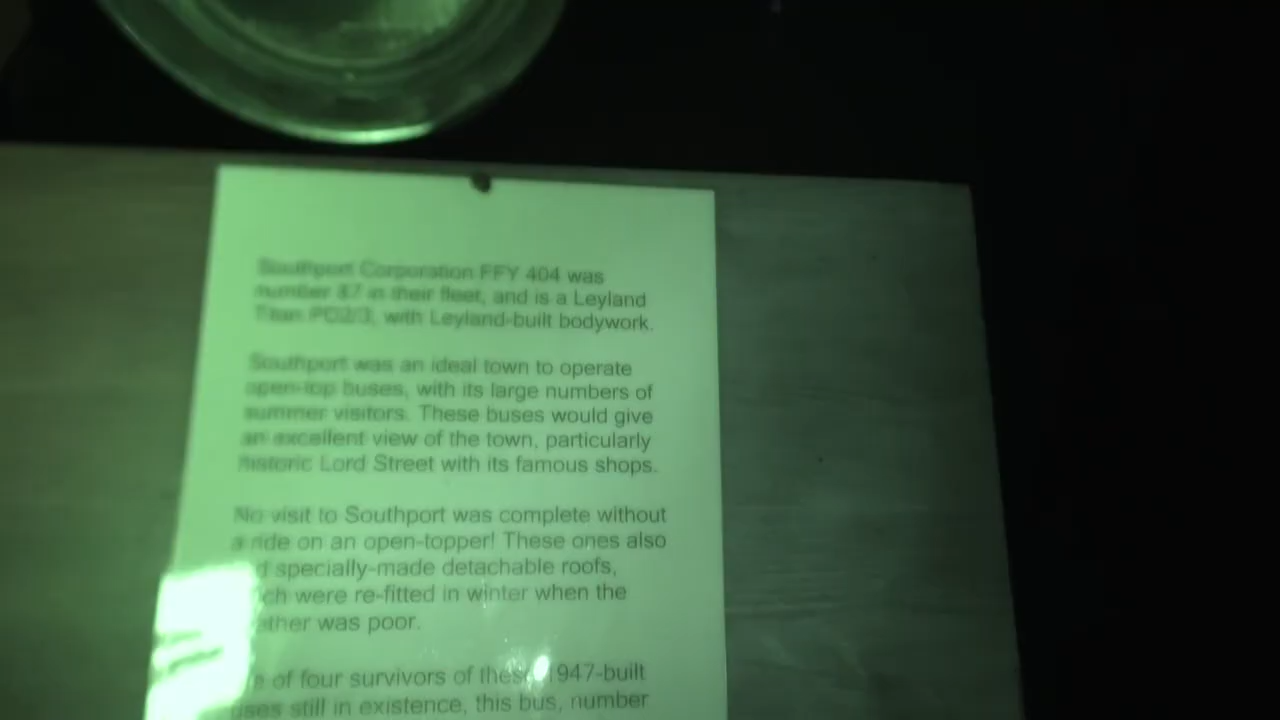 Southport Corporation FFY 404 was
number 87 in their fleet, and is a Leyland
Titan PD2/3, with Leyland-built bodywork.
Southport was an ideal town to operate
open-top buses, with its large numbers of
summer visitors. These buses would give
an excellent view of the town, particularly
historic Lord Street with its famous shops.
No visit to Southport was complete without
a ride on an open-topper! These ones also
specially-made detachable roofs,
were re-fitted in winter when the
was poor.
of four survivors of these 1947-built
still in existence, this bus, number